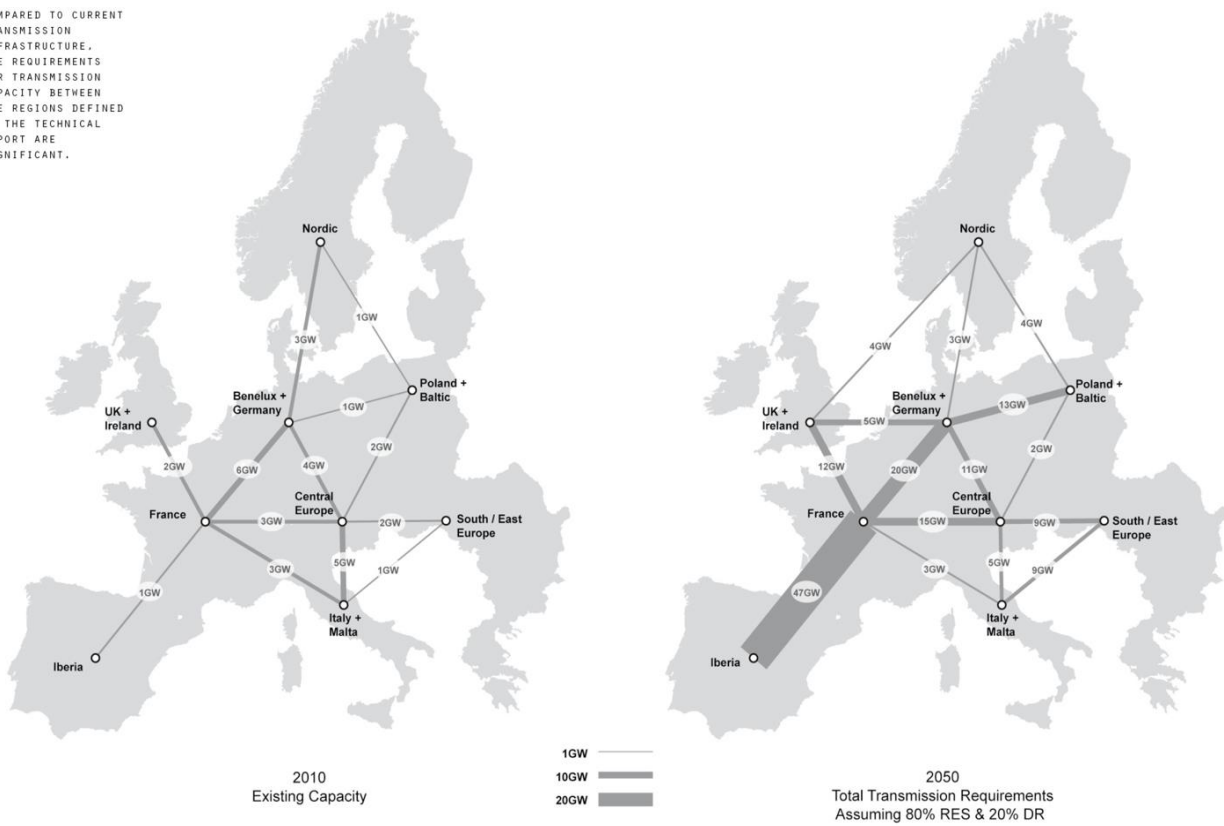 MPARED TO CURRENT
ANSMISSION
FRASTRUCTURE,
E REQUIREMENTS
R TRANSMISSION
PACITY BETWEEN
E REGIONS DEFINED
THE TECHNICAL
PORT ARE
GNIFICANT.
Nordic
1GW
3GW
Poland +
Baltic
Benelux +
Germany
1GW
UK +
Ireland
2GW
2GW
6GW
4GW
Central
Europe
France
3GW
2GW
South / East
Europe
5GW
3GW
1GW
1GW
Italy +
Malta
Iberia
2010
Existing Capacity
1GW
10GW
20GW
Nordic
4GW
3GW
4GW
Poland +
Baltic
Benelux +
Germany
13GW
UK +
Ireland
5GW
2GW
12GW
20GW
11GW
Central
Europe
France
15GW
9GW
South / East
Europe
5GW
3GW
9GW
47GW
Italy +
Malta
Iberia
2050
Total Transmission Requirements
Assuming 80% RES & 20% DR